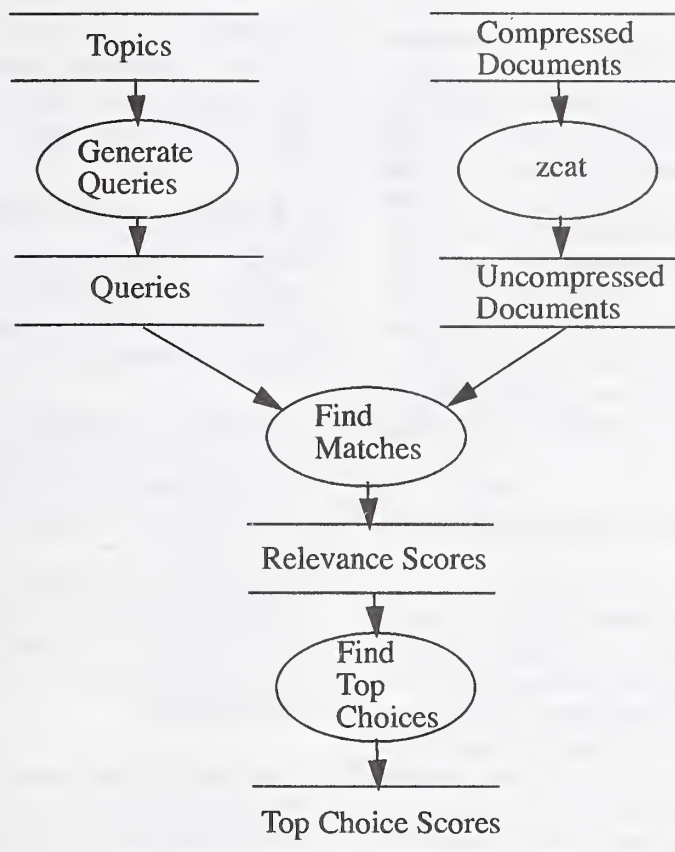 Topics
Compressed
Documents
Generate
Queries
zcat
Queries
Uncompressed
Documents
Find
Matches
Relevance Scores
Find
Top
Choices
Top Choice Scores